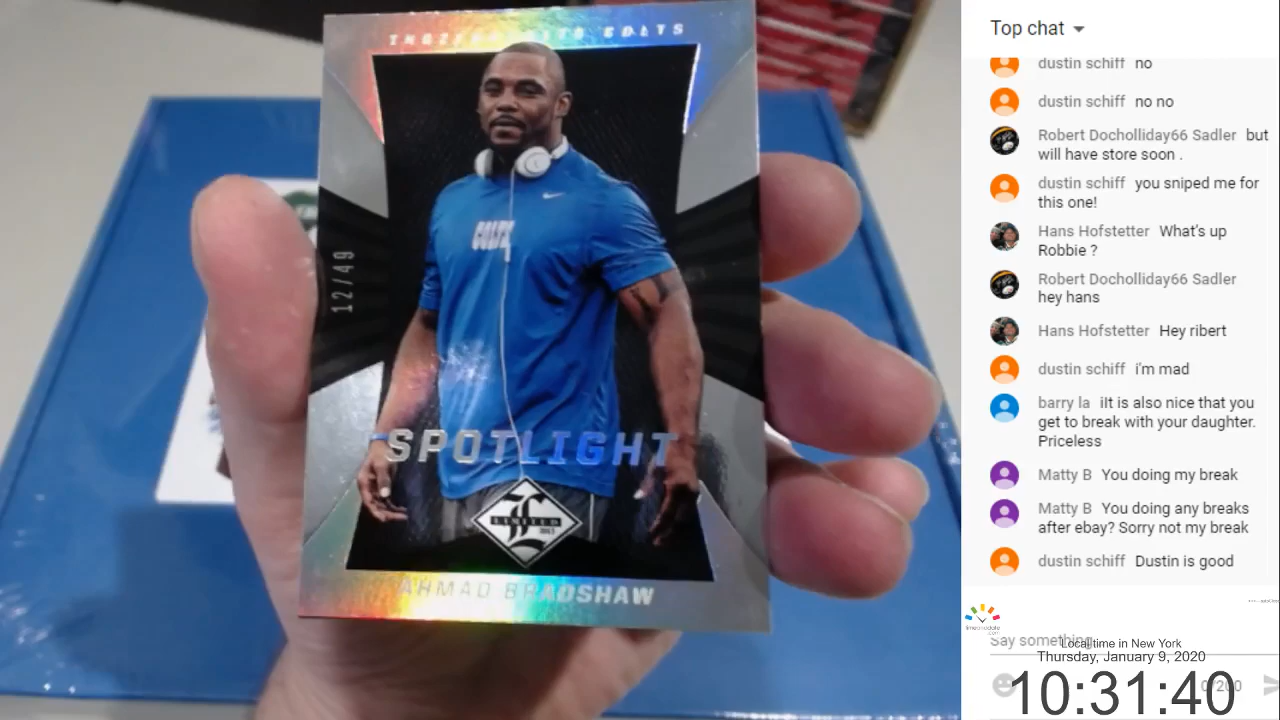 COLTS
COLTS
12/49
SPOTLIGHT
LIMITED
AHMAD BRADSHAW
Top chat
dustin schiff no
dustin schiff no no
Robert Docholliday66 Sadler but
will have store soon .
dustin schiff you sniped me for
this one!
Hans Hofstetter What's up
Robbie ?
Robert Docholliday66 Sadler
hey hans
Hans Hofstetter Hey ribert
dustin schiff i'm mad
barry la ilt is also nice that you
get to break with your daughter.
Priceless
Matty B You doing my break
Matty B You doing any breaks
after ebay? Sorry not my break
dustin schiff Dustin is good
Say something...
Local time in New York
Thursday, January 9, 2020
10:31:40
0/200